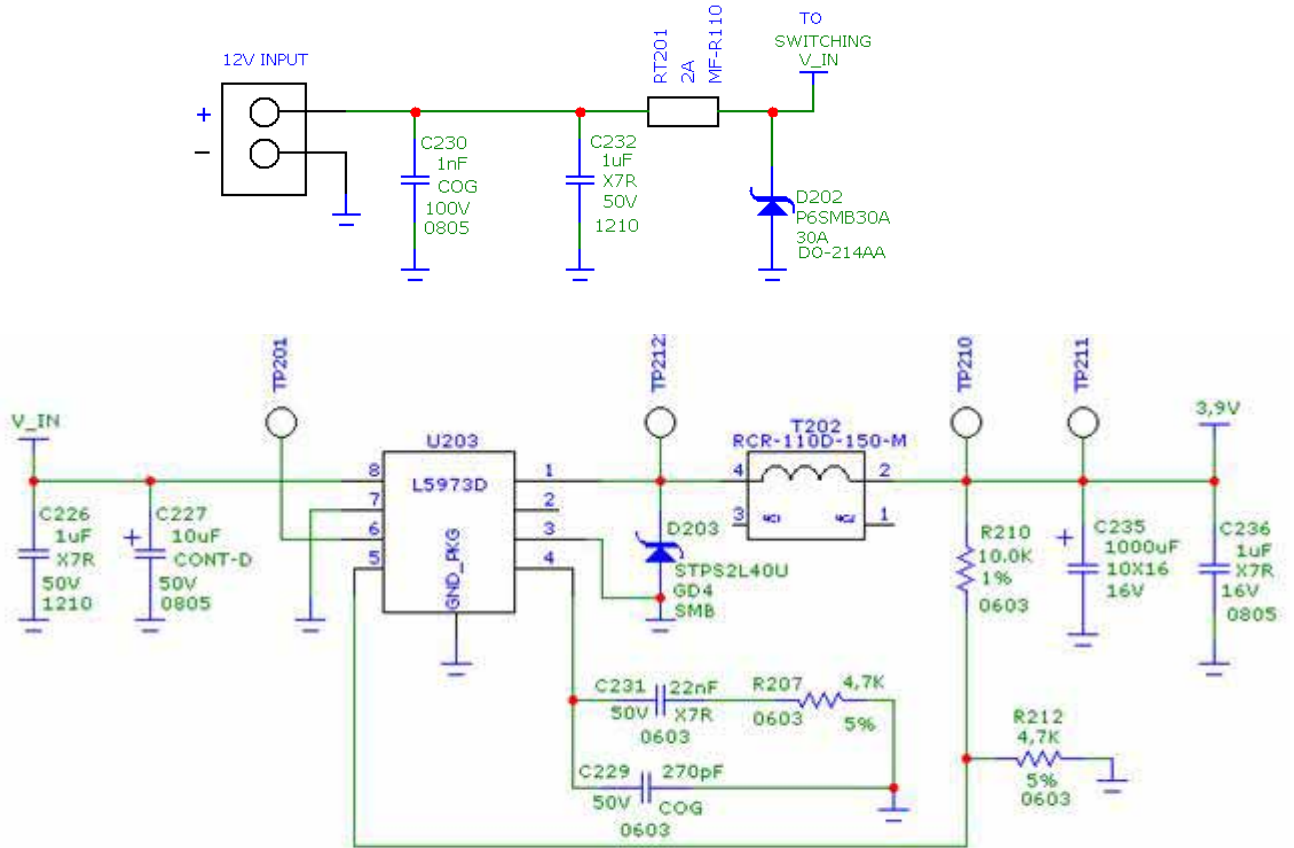 TO
SWITCHING
V_IN
12V INPUT
RT201
2A
MF-R110
+
-
C230
1nF
COG
100V
0805
C232
1uF
X7R
50V
1210
D202
P6SMB30A
30A
DO-214AA
TP201
TP212
TP210
TP211
V_IN
U203
L5973D
GND_PKG
8
7
6
5
1
2
3
4
T202
RCR-110D-150-M
4
2
3
1
NC1
NC2
3,9V
C226
1uF
X7R
50V
1210
+
C227
10uF
CONT-D
50V
0805
D203
STPS2L40U
GD4
SMB
R210
10.0K
1%
0603
+
C235
1000uF
10X16
16V
C236
1uF
X7R
16V
0805
C231
22nF
50V
X7R
0603
R207
4,7K
0603
5%
C229
270pF
50V
COG
0603
R212
4,7K
5%
0603